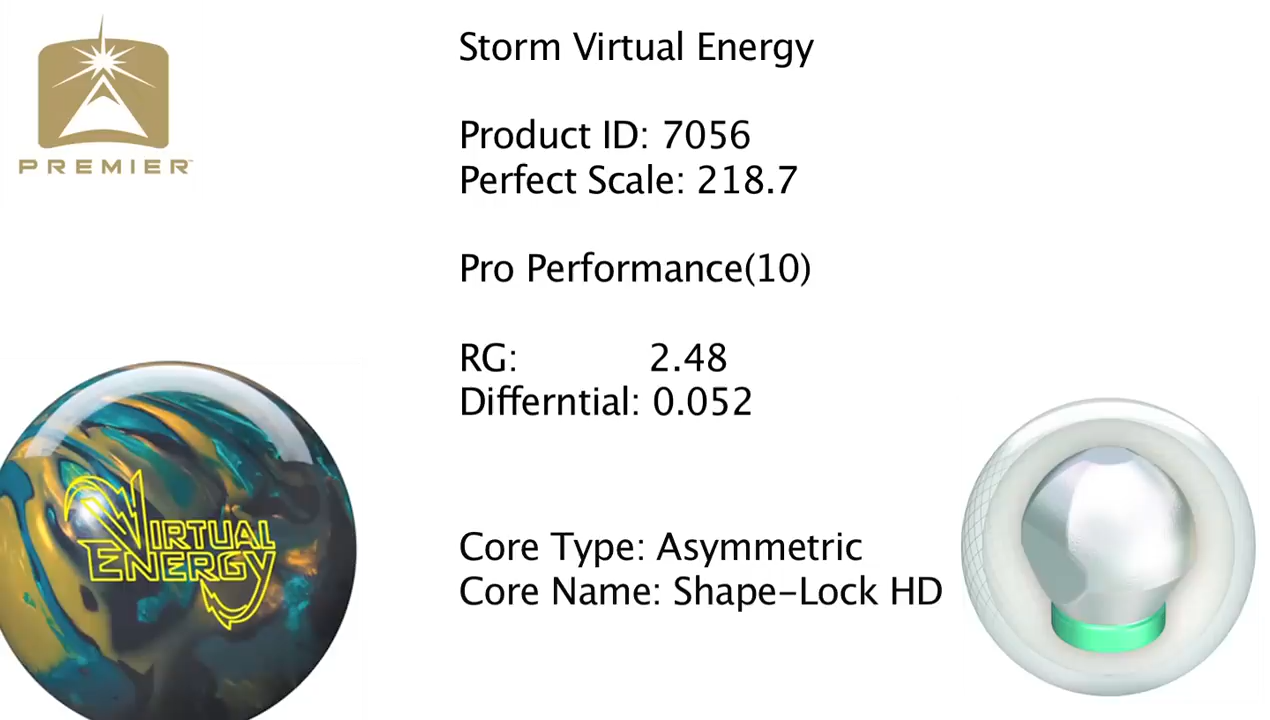 PREMIER™
Storm Virtual Energy
Product ID: 7056
Perfect Scale: 218.7
Pro Performance(10)
RG: 2.48
Differntial: 0.052
VIRTUAL
ENERGY
Core Type: Asymmetric
Core Name: Shape-Lock HD